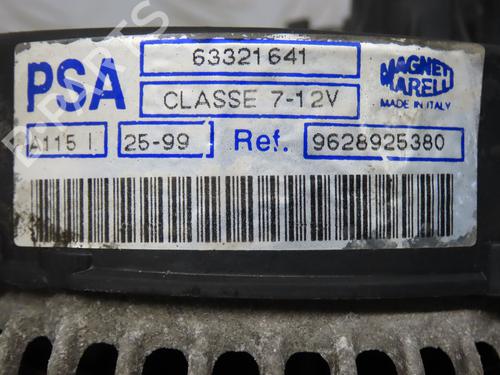 PSA
63321641
CLASSE 7-12V
MAGNETI
MARELLI
MADE IN ITALY
A115 I
25-99
Ref.
9628925380